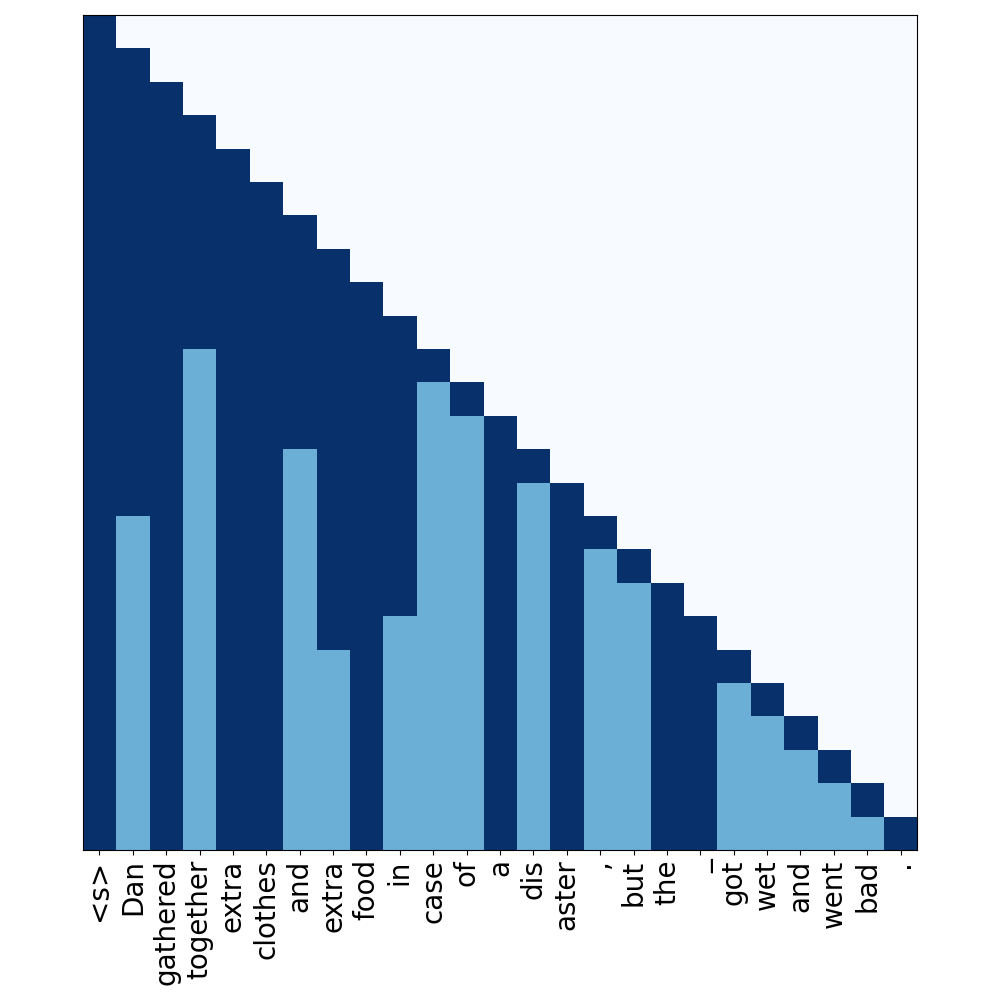 <s>
Dan
gathered
together
extra
clothes
and
extra
food
in
case
of
a
dis
aster
,
but
the
_
got
wet
and
went
bad
.